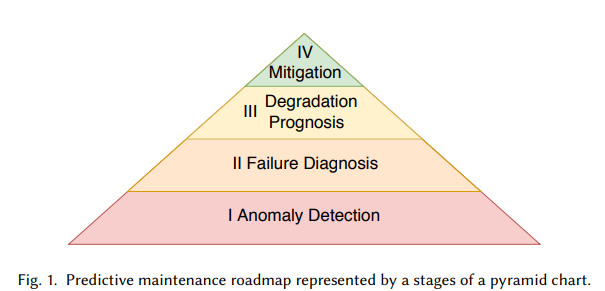 IV
Mitigation
III Degradation
Prognosis
II Failure Diagnosis
I Anomaly Detection
Fig. 1. Predictive maintenance roadmap represented by a stages of a pyramid chart.